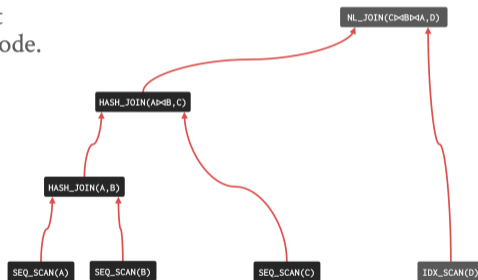 t
ode.
NL_JOIN(C⋈B⋈A,D)
HASH_JOIN(A⋈B,C)
HASH_JOIN(A,B)
SEQ_SCAN(A)
SEQ_SCAN(B)
SEQ_SCAN(C)
IDX_SCAN(D)